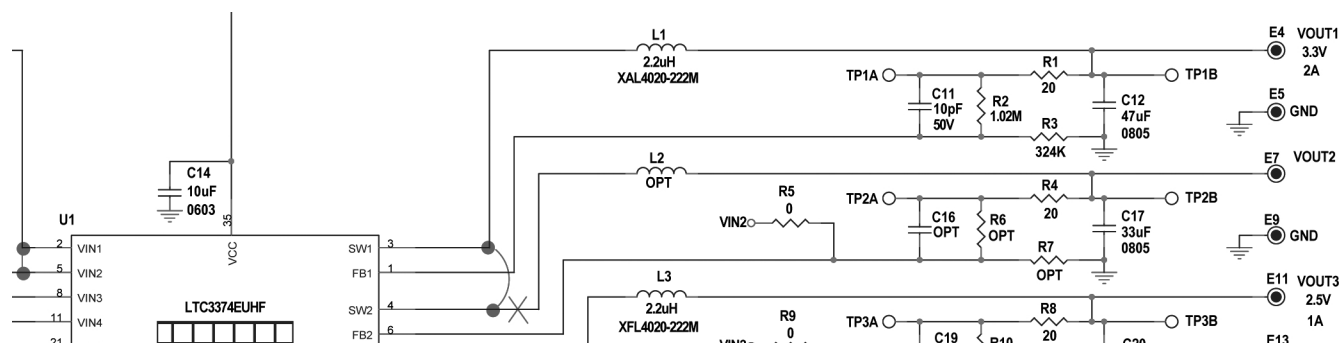 L1
2.2uH
XAL4020-222M
E4 VOUT1
3.3V
2A
TP1A
R1
20
TP1B
C11
10pF
50V
R2
1.02M
C12
47uF
0805
E5
GND
R3
324K
L2
OPT
E7 VOUT2
C14
10uF
0603
R5
0
VIN2
TP2A
R4
20
TP2B
C16
OPT
R6
OPT
C17
33uF
0805
E9
GND
R7
OPT
U1
35
VCC
2 VIN1
5 VIN2
8 VIN3
11 VIN4
21
LTC3374EUHF
SW1 3
FB1 1
SW2 4
FB2 6
L3
2.2uH
XFL4020-222M
E11 VOUT3
2.5V
1A
R9
0
TP3A
R8
20
TP3B
C19
R10
C20
E13